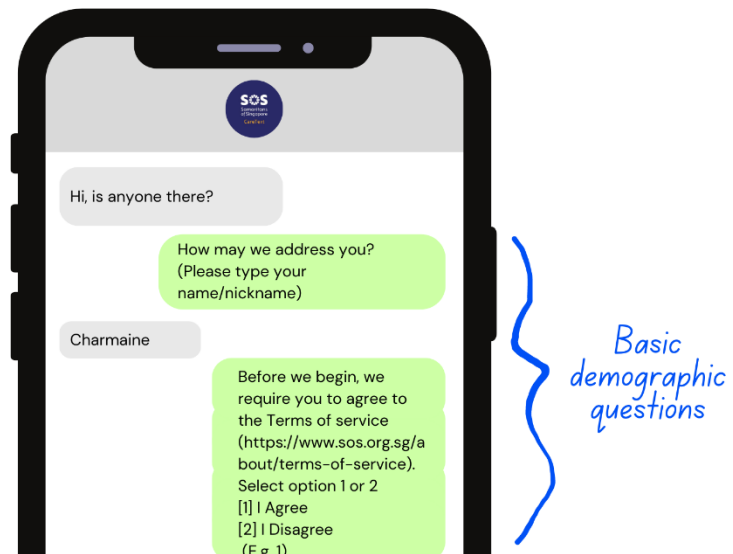 SOS
Samaritans
of Singapore
CareText
Hi, is anyone there?
How may we address you?
(Please type your
name/nickname)
Charmaine
Before we begin, we
require you to agree to
the Terms of service
(https://www.sos.org.sg/a
bout/terms-of-service).
Select option 1 or 2
[1] I Agree
[2] I Disagree
(E.g. 1)
Basic
demographic
questions